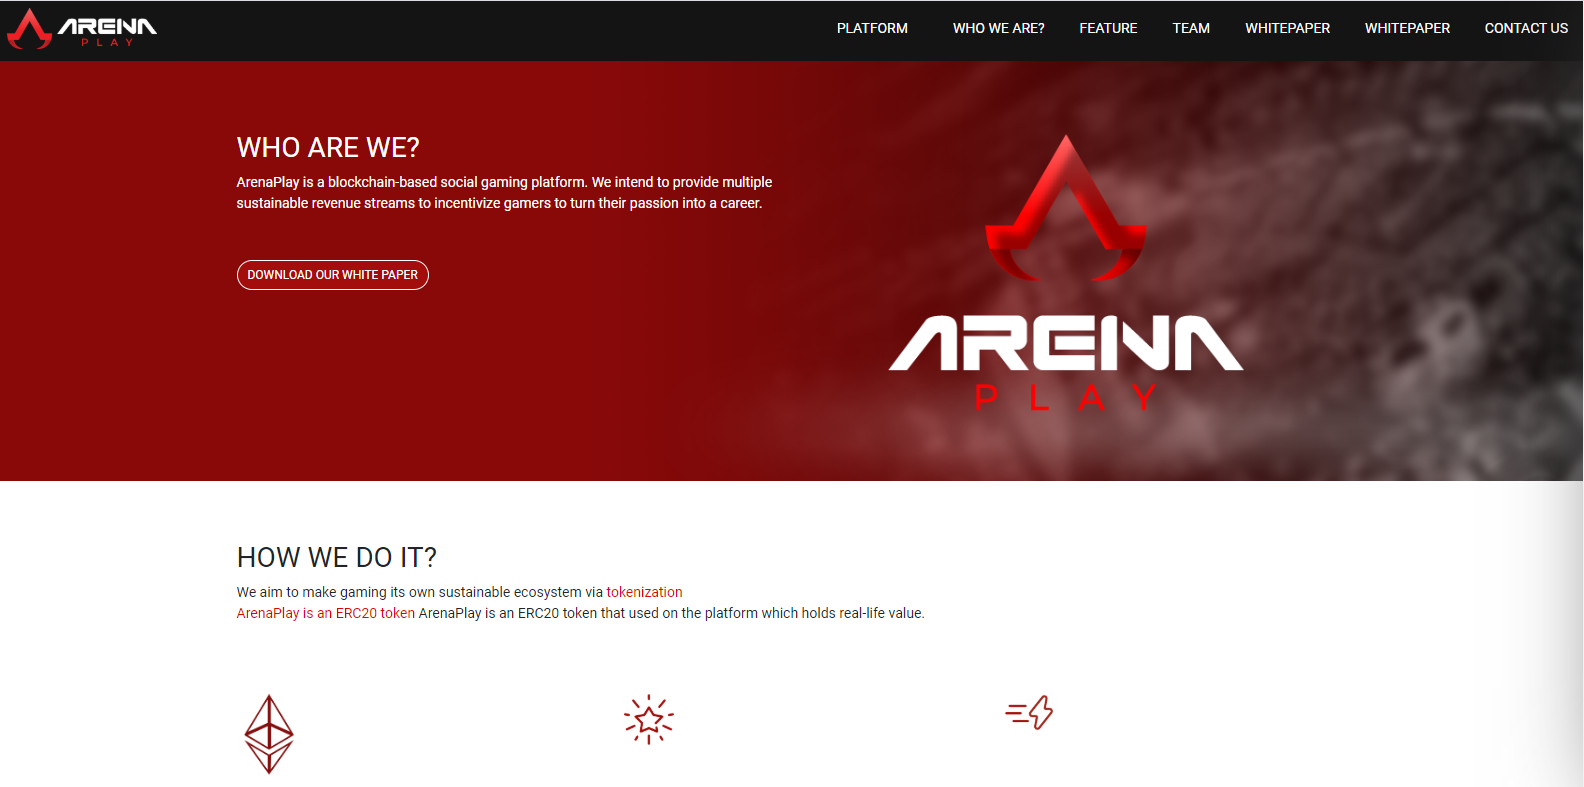 ARENA
PLAY
PLATFORM WHO WE ARE? FEATURE TEAM WHITEPAPER WHITEPAPER CONTACT US
WHO ARE WE?
ArenaPlay is a blockchain-based social gaming platform. We intend to provide multiple
sustainable revenue streams to incentivize gamers to turn their passion into a career.
DOWNLOAD OUR WHITE PAPER
ARENA
PLAY
HOW WE DO IT?
We aim to make gaming its own sustainable ecosystem via tokenization
ArenaPlay is an ERC20 token ArenaPlay is an ERC20 token that used on the platform which holds real-life value.